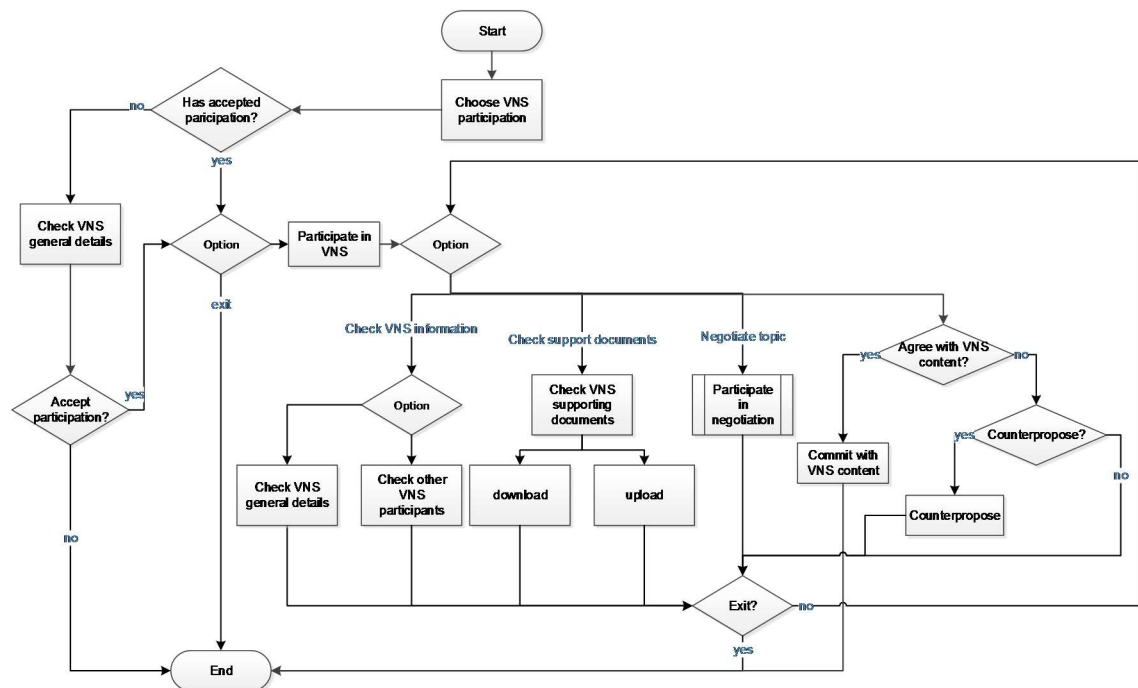 Start
Choose VNS
participation
Has accepted
paricipation?
no
yes
Check VNS
general details
Option
Participate in
VNS
Option
exit
Check VNS information
Check support documents
Negotiate topic
Agree with VNS
content?
yes
no
Accept
participation?
yes
no
Option
Check VNS
supporting
documents
Participate
in
negotiation
Counterpropose?
yes
no
Commit with
VNS content
Check VNS
general details
Check other
VNS
participants
download
upload
Counterpropose
Exit?
no
yes
End